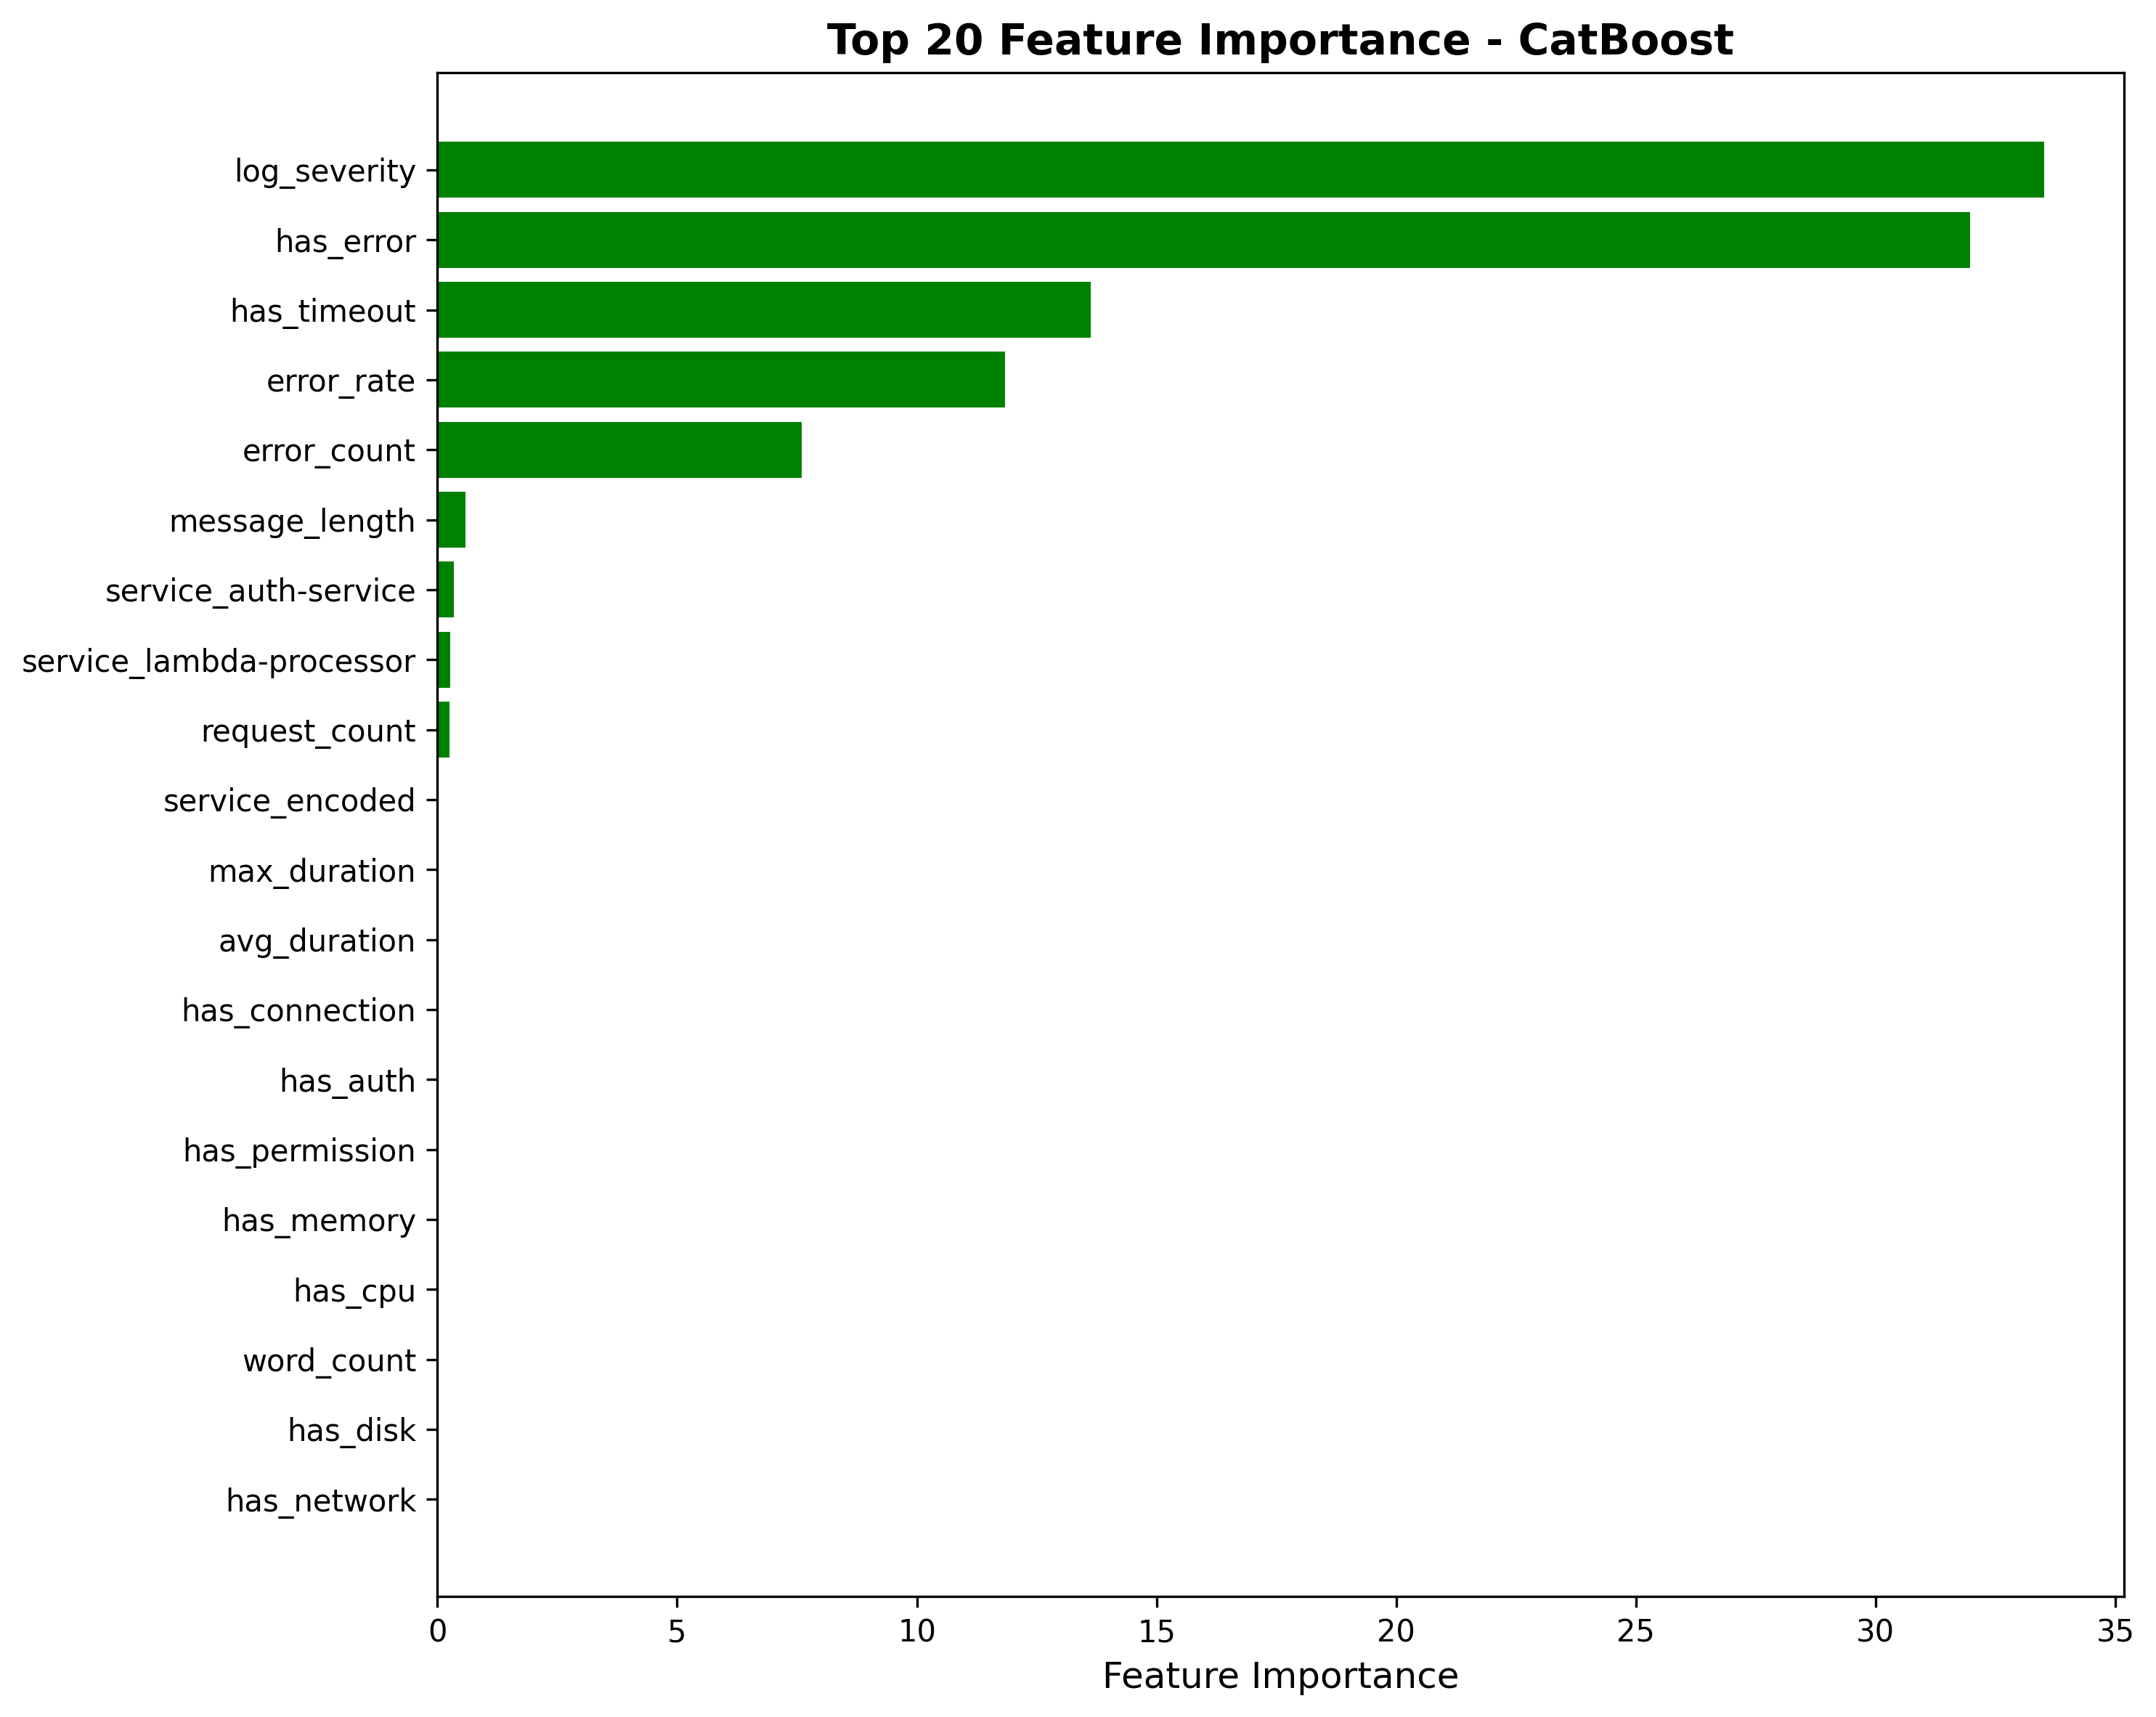 Top 20 Feature Importance - CatBoost
log_severity
has_error
has_timeout
error_rate
error_count
message_length
service_auth-service
service_lambda-processor
request_count
service_encoded
max_duration
avg_duration
has_connection
has_auth
has_permission
has_memory
has_cpu
word_count
has_disk
has_network
0 5 10 15 20 25 30 35
Feature Importance